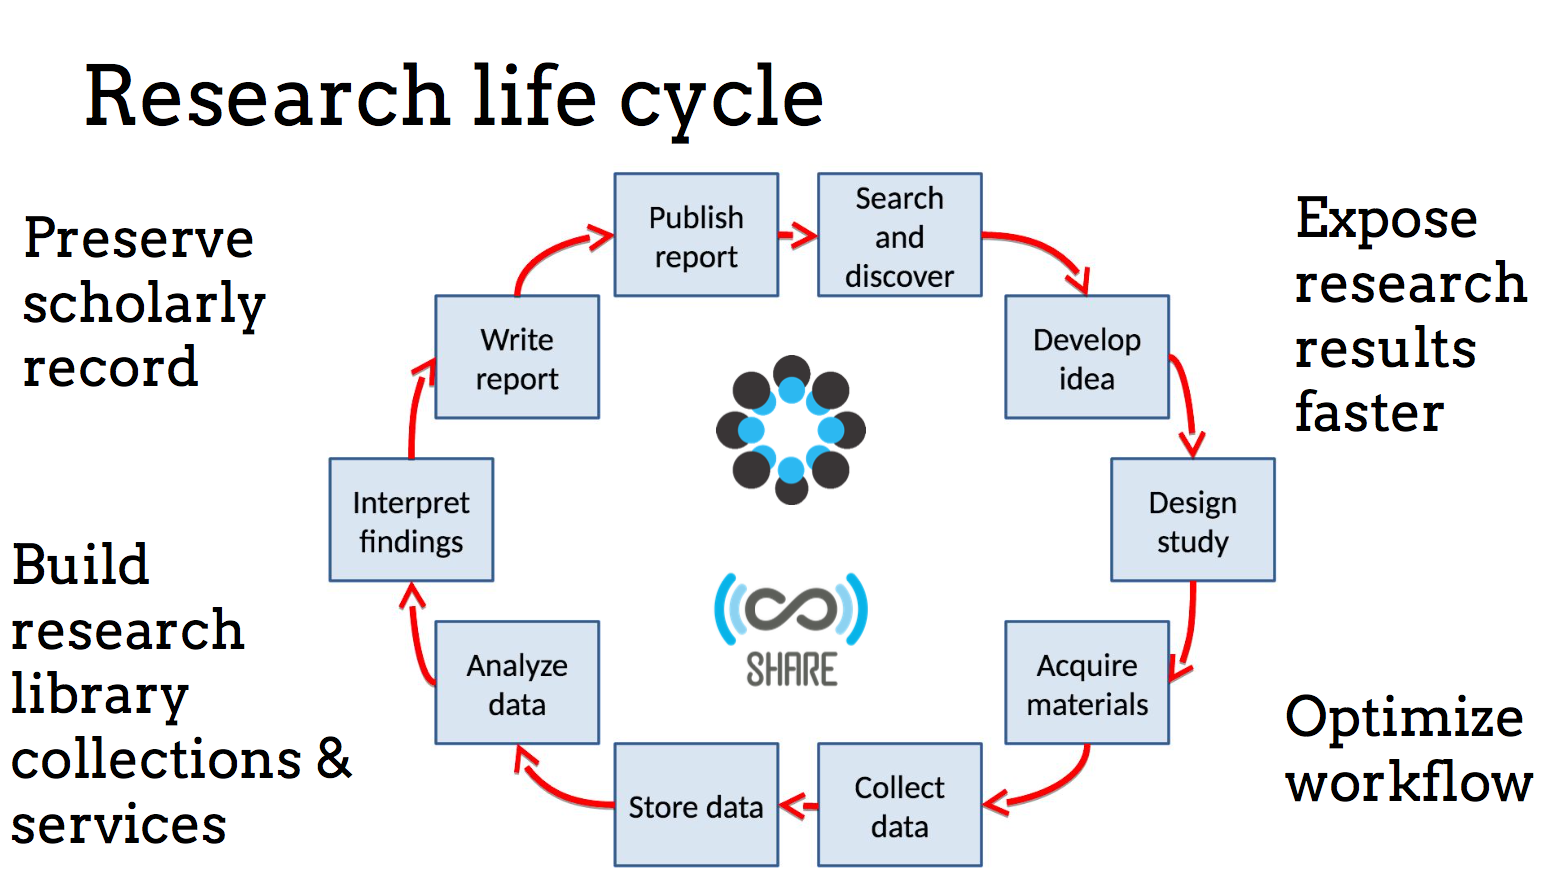 Research life cycle
Preserve
scholarly
record
Build
research
library
collections &
services
Publish
report
Search
and
discover
Develop
idea
Design
study
Acquire
materials
Collect
data
Store data
Analyze
data
Interpret
findings
Write
report
SHARE
Expose
research
results
faster
Optimize
workflow